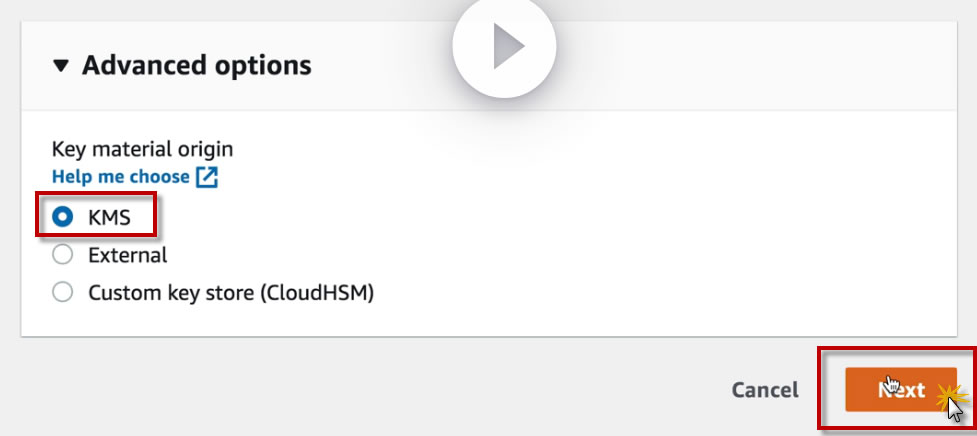 Advanced options
Key material origin
Help me choose
KMS
External
Custom key store (CloudHSM)
Cancel Next